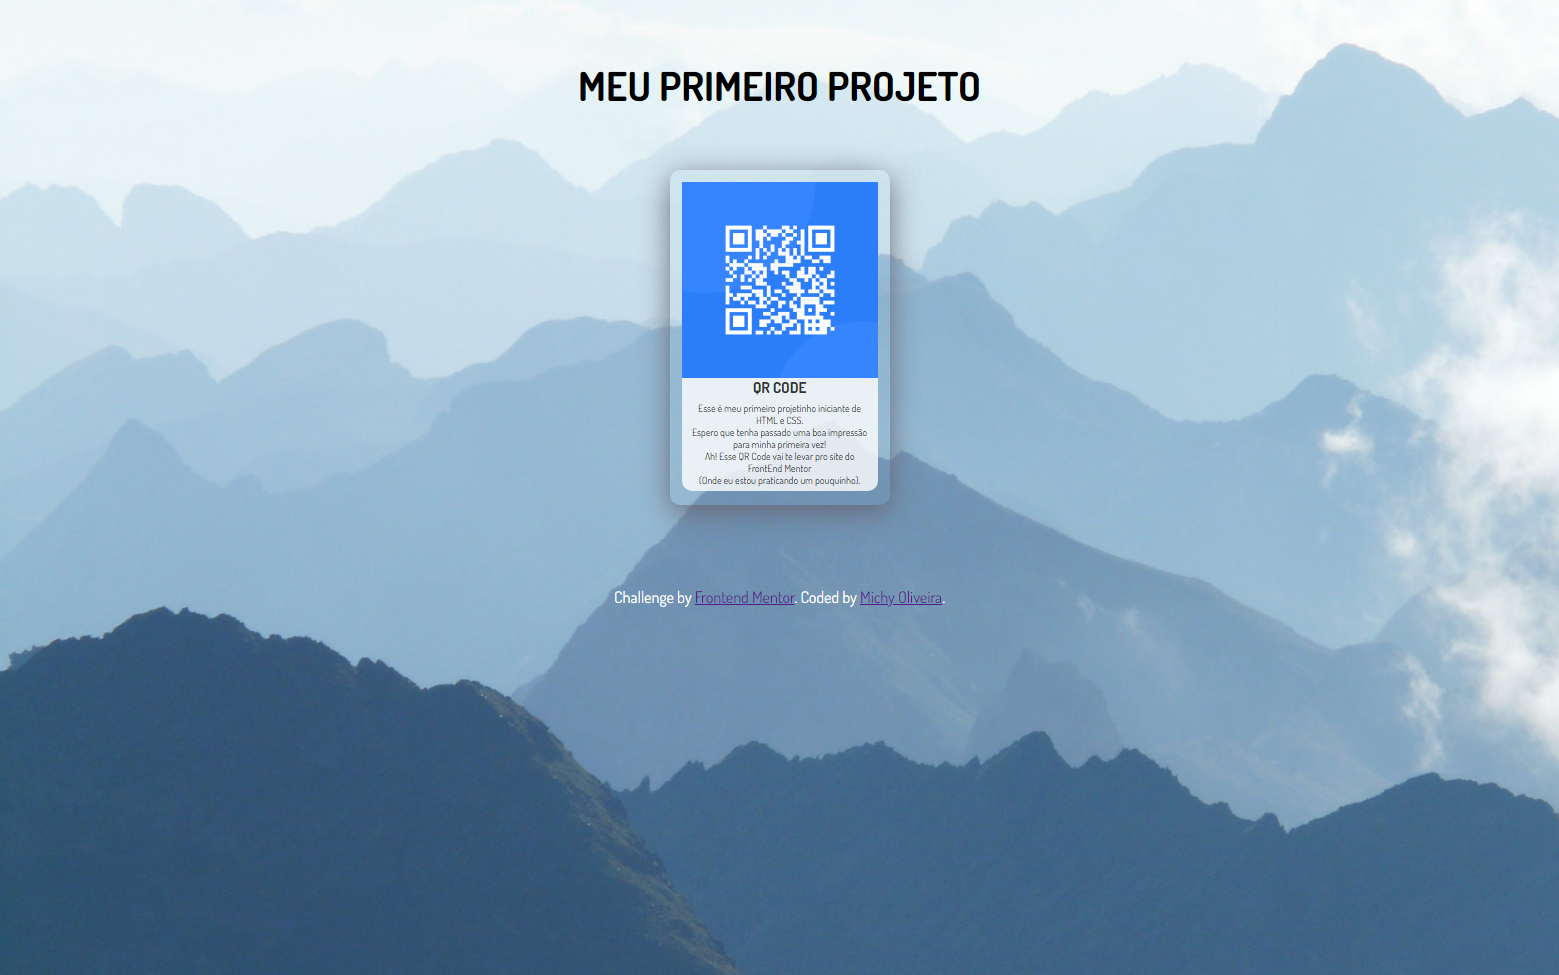 MEU PRIMEIRO PROJETO
QR CODE
Esse é meu primeiro projetinho iniciante de
HTML e CSS.
Espero que tenha passado uma boa impressão
para minha primeira vez!
Ah! Esse QR Code vai te levar pro site do
FrontEnd Mentor
(Onde eu estou praticando um pouquinho).
Challenge by Frontend Mentor. Coded by Michy Oliveira.